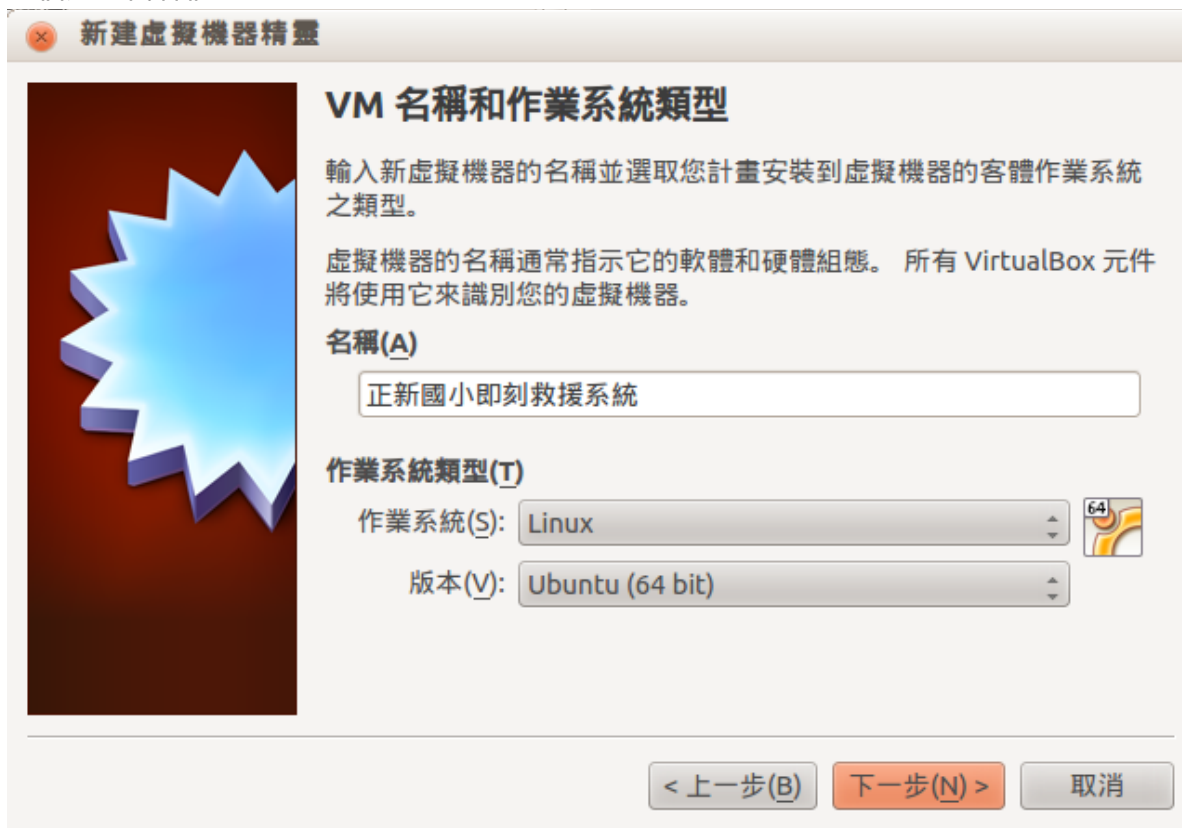 新建虛擬機器精靈
VM 名稱和作業系統類型
輸入新虛擬機器的名稱並選取您計畫安裝到虛擬機器的客體作業系統
之類型。
虛擬機器的名稱通常指示它的軟體和硬體組態。 所有 VirtualBox 元件
將使用它來識別您的虛擬機器。
名稱(A)
正新國小即刻救援系統
作業系統類型(T)
作業系統(S): Linux
64
版本(V): Ubuntu (64 bit)
< 上一步(B) 下一步(N) > 取消